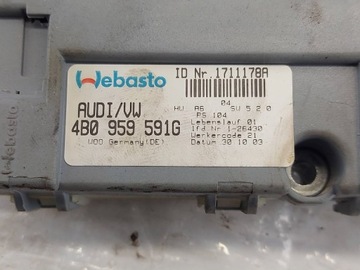 Webasto
ID Nr.1711178A
04
AUDI/VW
HW A6 SW 5 2 0
4B0 959 591G
PS 104
Lebenslauf 01
lfd Nr 1-26430
VDO Germany(DE)
Werkercode 21
Datum 30 10 03